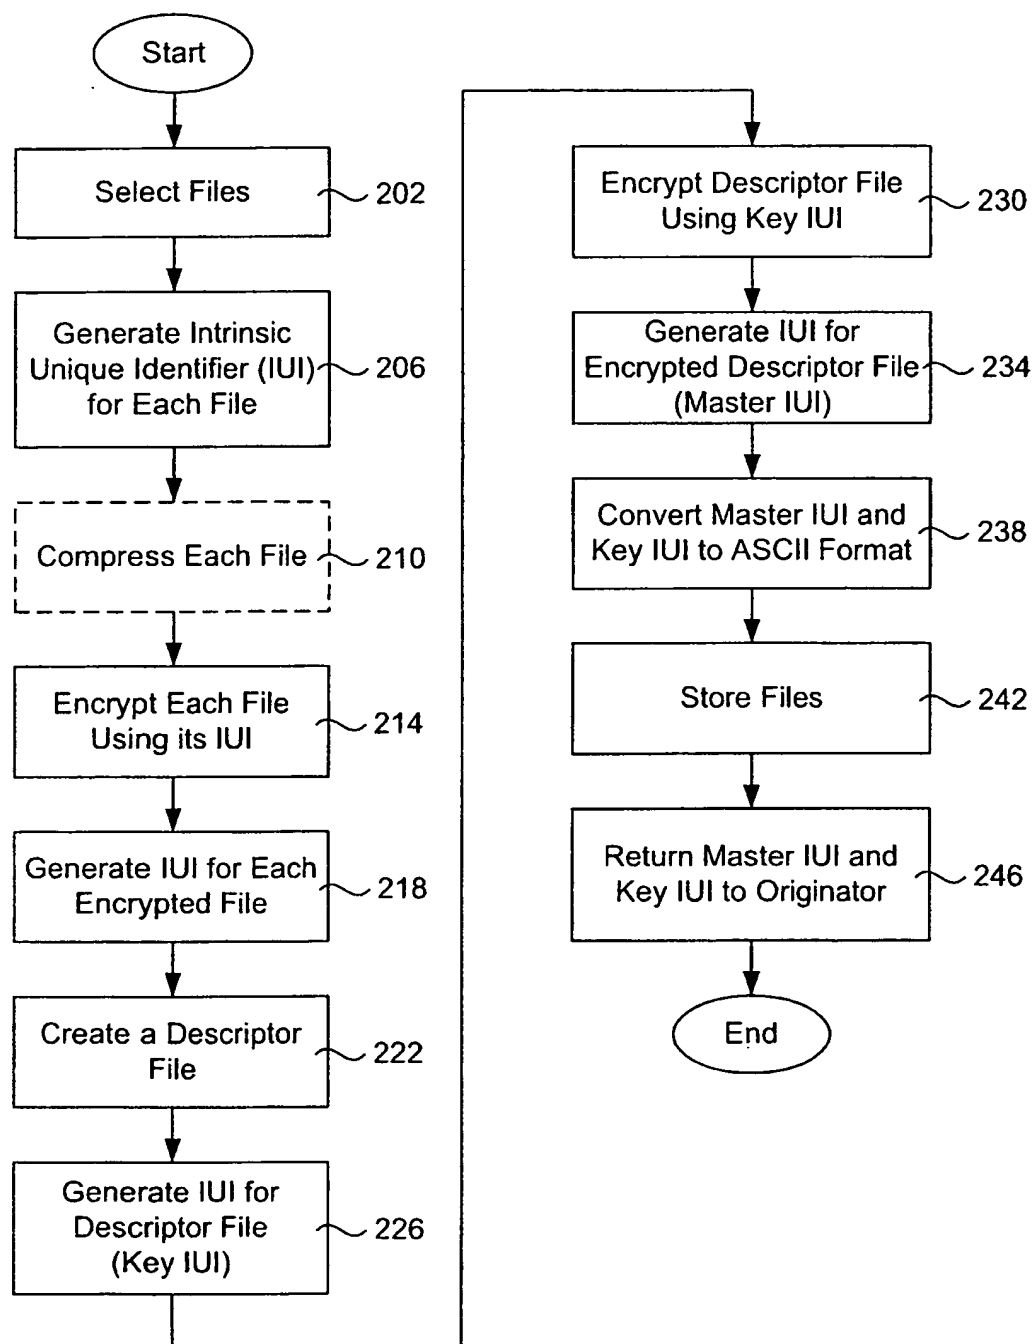 Start
Select Files
202
Generate Intrinsic
Unique Identifier (IUI)
for Each File
206
Compress Each File
210
Encrypt Each File
Using its IUI
214
Generate IUI for Each
Encrypted File
218
Create a Descriptor
File
222
Generate IUI for
Descriptor File
(Key IUI)
226
Encrypt Descriptor File
Using Key IUI
230
Generate IUI for
Encrypted Descriptor File
(Master IUI)
234
Convert Master IUI and
Key IUI to ASCII Format
238
Store Files
242
Return Master IUI and
Key IUI to Originator
246
End